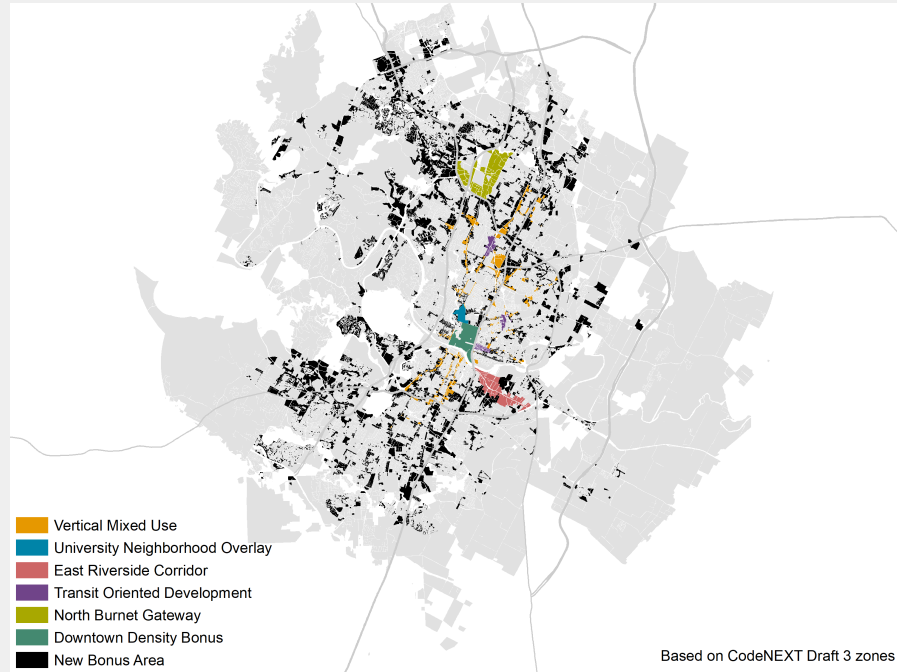 Vertical Mixed Use
University Neighborhood Overlay
East Riverside Corridor
Transit Oriented Development
North Burnet Gateway
Downtown Density Bonus
New Bonus Area
Based on CodeNEXT Draft 3 zones